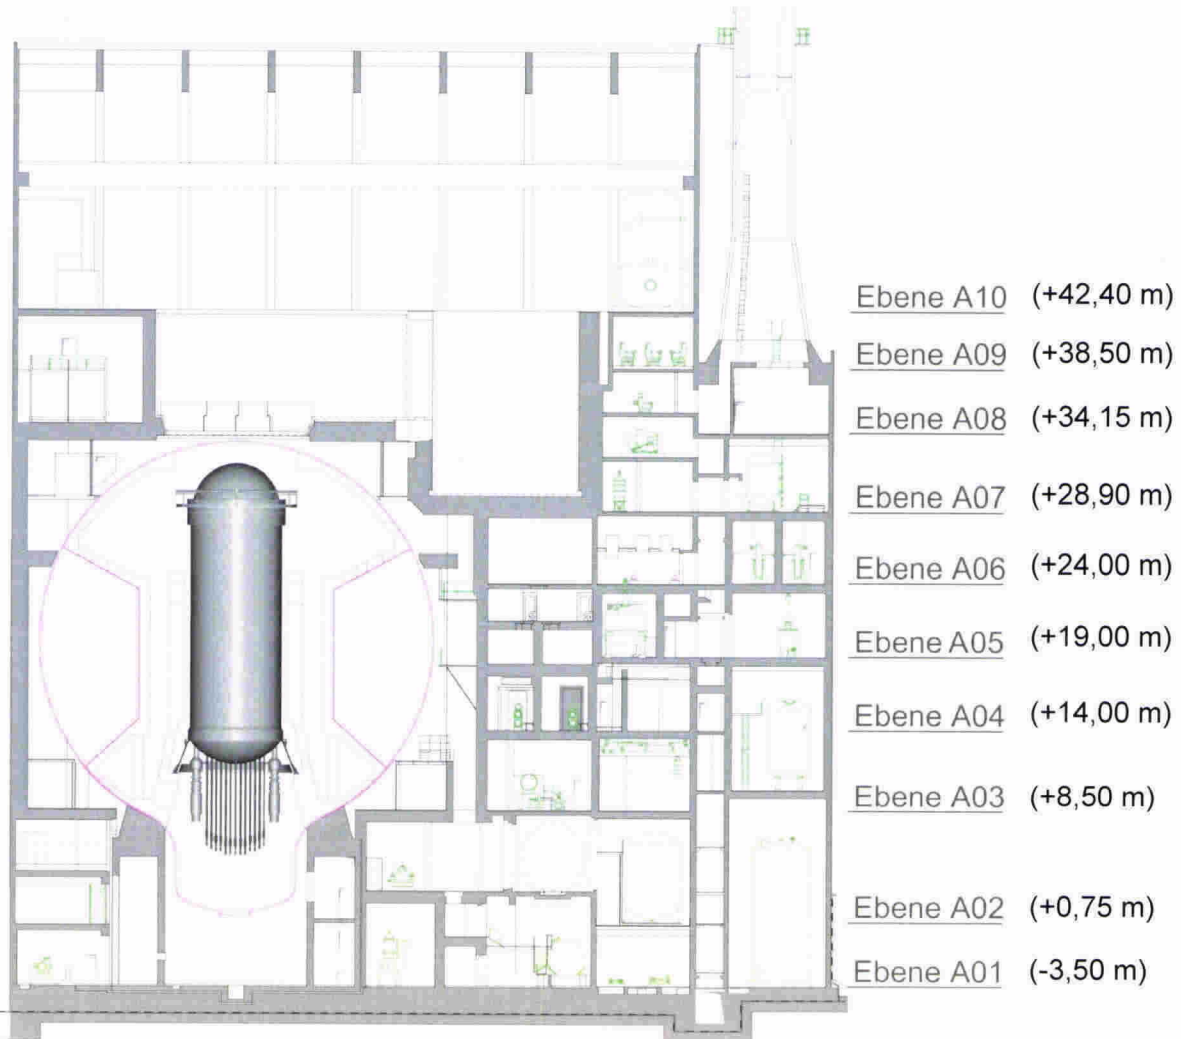 Ebene A10 (+42,40 m)
Ebene A09 (+38,50 m)
Ebene A08 (+34,15 m)
Ebene A07 (+28,90 m)
Ebene A06 (+24,00 m)
Ebene A05 (+19,00 m)
Ebene A04 (+14,00 m)
Ebene A03 (+8,50 m)
Ebene A02 (+0,75 m)
Ebene A01 (-3,50 m)